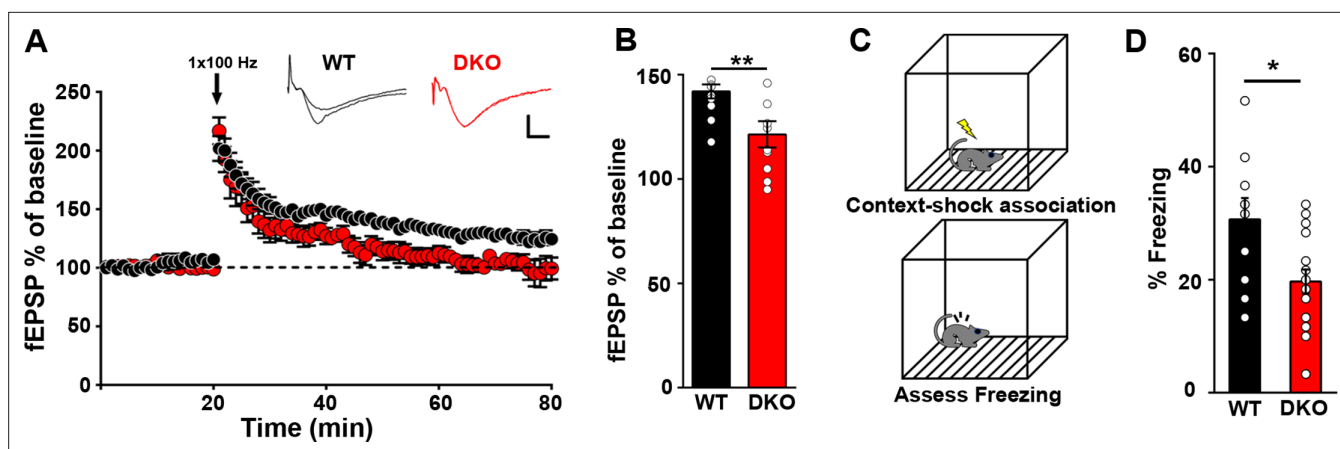 A
1x100 Hz
WT
DKO
fEPSP % of baseline
250
200
150
100
50
0
0
20
40
60
80
Time (min)
B
**
fEPSP % of baseline
150
100
50
0
WT
DKO
C
Context-shock association
Assess Freezing
D
*
% Freezing
60
40
20
0
WT
DKO